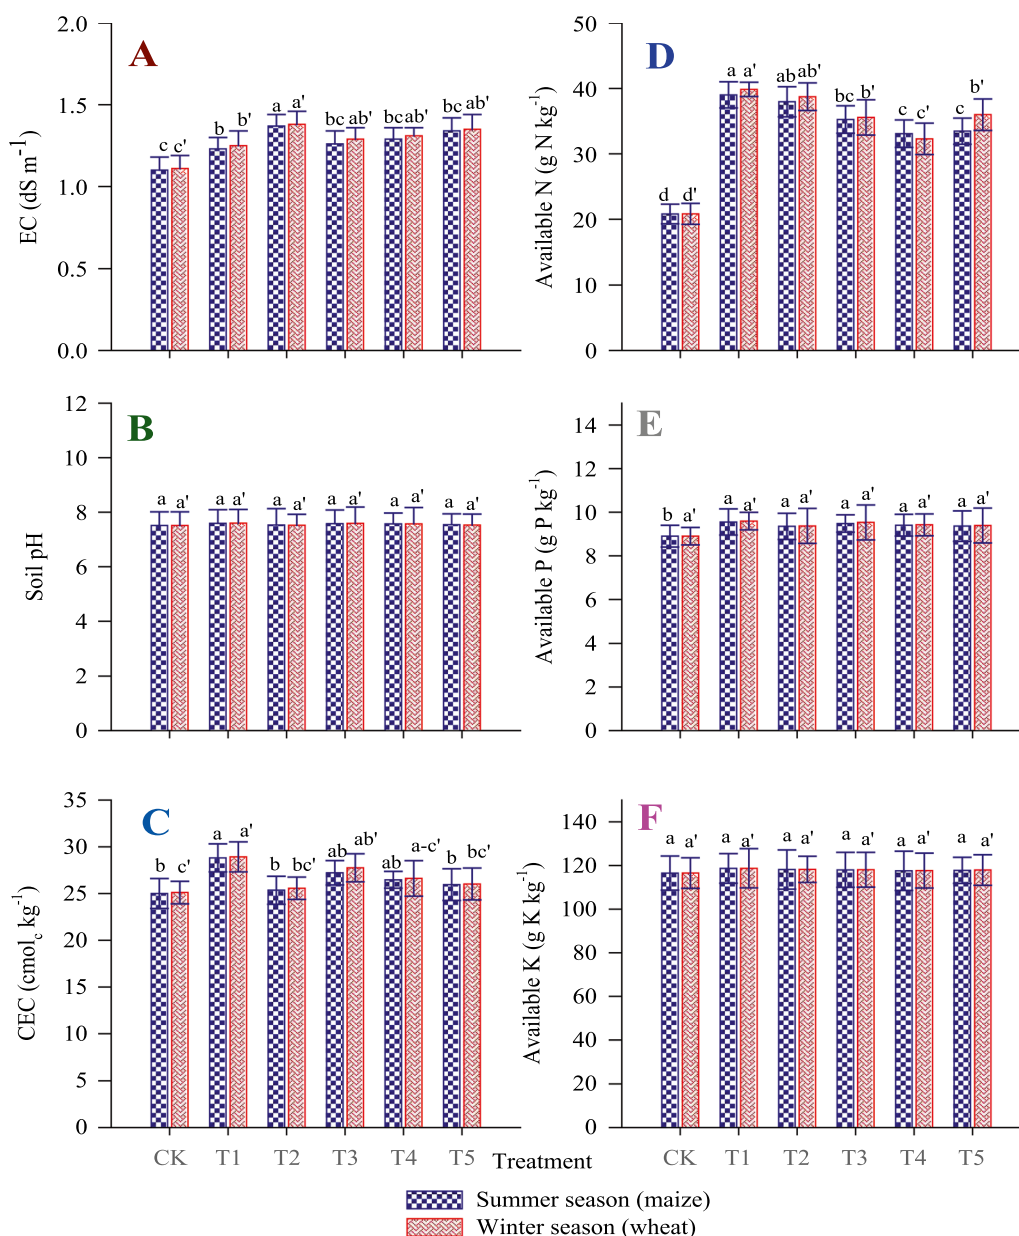 A
EC (dS m⁻¹)
2.0
1.5
1.0
0.5
0.0
c c' b b' a a' bc ab' bc ab' bc ab'
D
Available N (g N kg⁻¹)
50
40
30
20
10
0
d d' a a' ab ab' bc b' c c' c b'
B
Soil pH
12
10
8
6
4
2
0
a a' a a' a a' a a' a a' a a'
E
Available P (g P kg⁻¹)
14
12
10
8
6
4
2
0
b a' a a' a a' a a' a a' a a'
C
CEC (cmol_c kg⁻¹)
35
30
25
20
15
10
5
0
b c' a a' b bc' ab ab' ab a-c' b bc'
F
Available K (g K kg⁻¹)
140
120
100
80
60
40
20
0
a a' a a' a a' a a' a a' a a'
CK T1 T2 T3 T4 T5 Treatment CK T1 T2 T3 T4 T5
Summer season (maize)
Winter season (wheat)